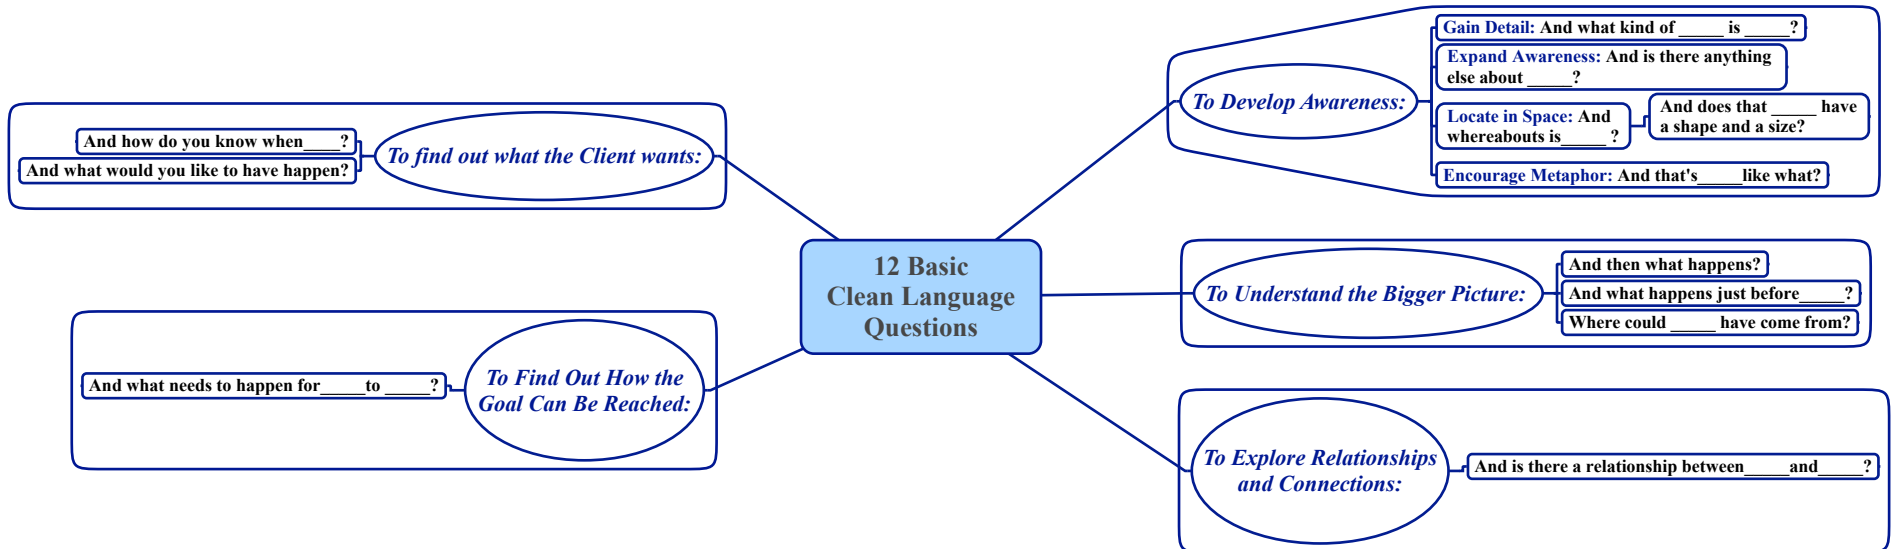 12 Basic
Clean Language
Questions
To Develop Awareness:
Gain Detail: And what kind of _____ is _____?
Expand Awareness: And is there anything
else about _____?
Locate in Space: And
whereabouts is_____ ?
And does that _____ have
a shape and a size?
Encourage Metaphor: And that's_____like what?
To Understand the Bigger Picture:
And then what happens?
And what happens just before_____?
Where could _____ have come from?
To Explore Relationships
and Connections:
And is there a relationship between_____and_____?
To find out what the Client wants:
And how do you know when____?
And what would you like to have happen?
To Find Out How the
Goal Can Be Reached:
And what needs to happen for_____to _____?